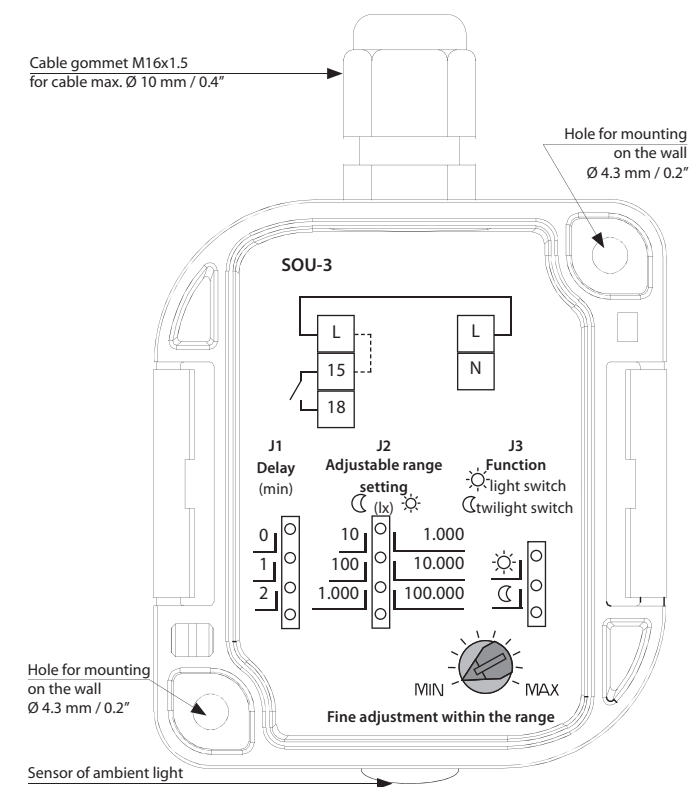 Cable gommet M16x1.5
for cable max. Ø 10 mm / 0.4”
Hole for mounting
on the wall
Ø 4.3 mm / 0.2”
SOU-3
L
15
18
L
N
J1
Delay
(min)
0
1
2
J2
Adjustable range
setting
(lx)
10 1.000
100 10.000
1.000 100.000
J3
Function
light switch
twilight switch
MIN MAX
Fine adjustment within the range
Hole for mounting
on the wall
Ø 4.3 mm / 0.2”
Sensor of ambient light